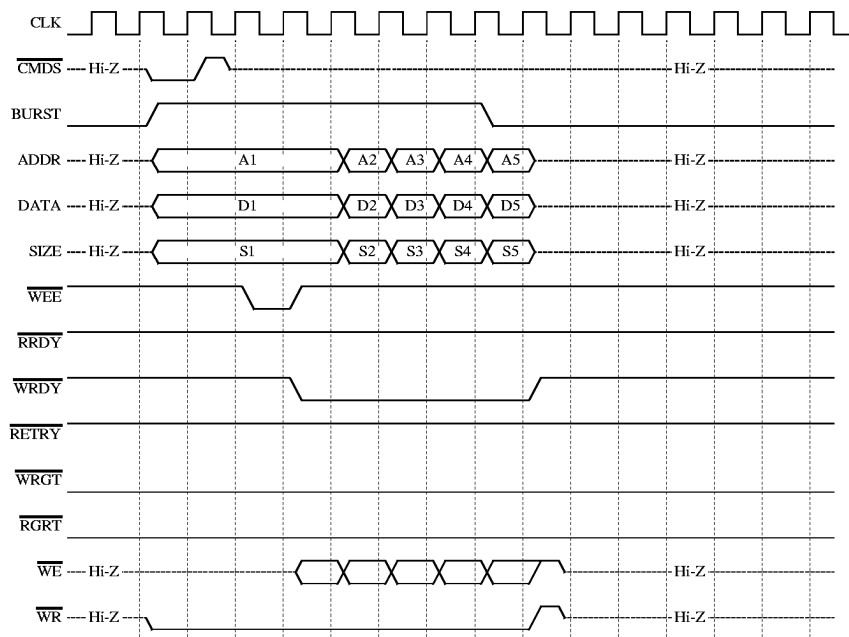 CLK
CMDS Hi-Z Hi-Z
BURST
ADDR Hi-Z A1 A2 A3 A4 A5 Hi-Z
DATA Hi-Z D1 D2 D3 D4 D5 Hi-Z
SIZE Hi-Z S1 S2 S3 S4 S5 Hi-Z
WEE
RRDY
WRDY
RETRY
WRGT
RGRT
WE Hi-Z Hi-Z
WR Hi-Z Hi-Z